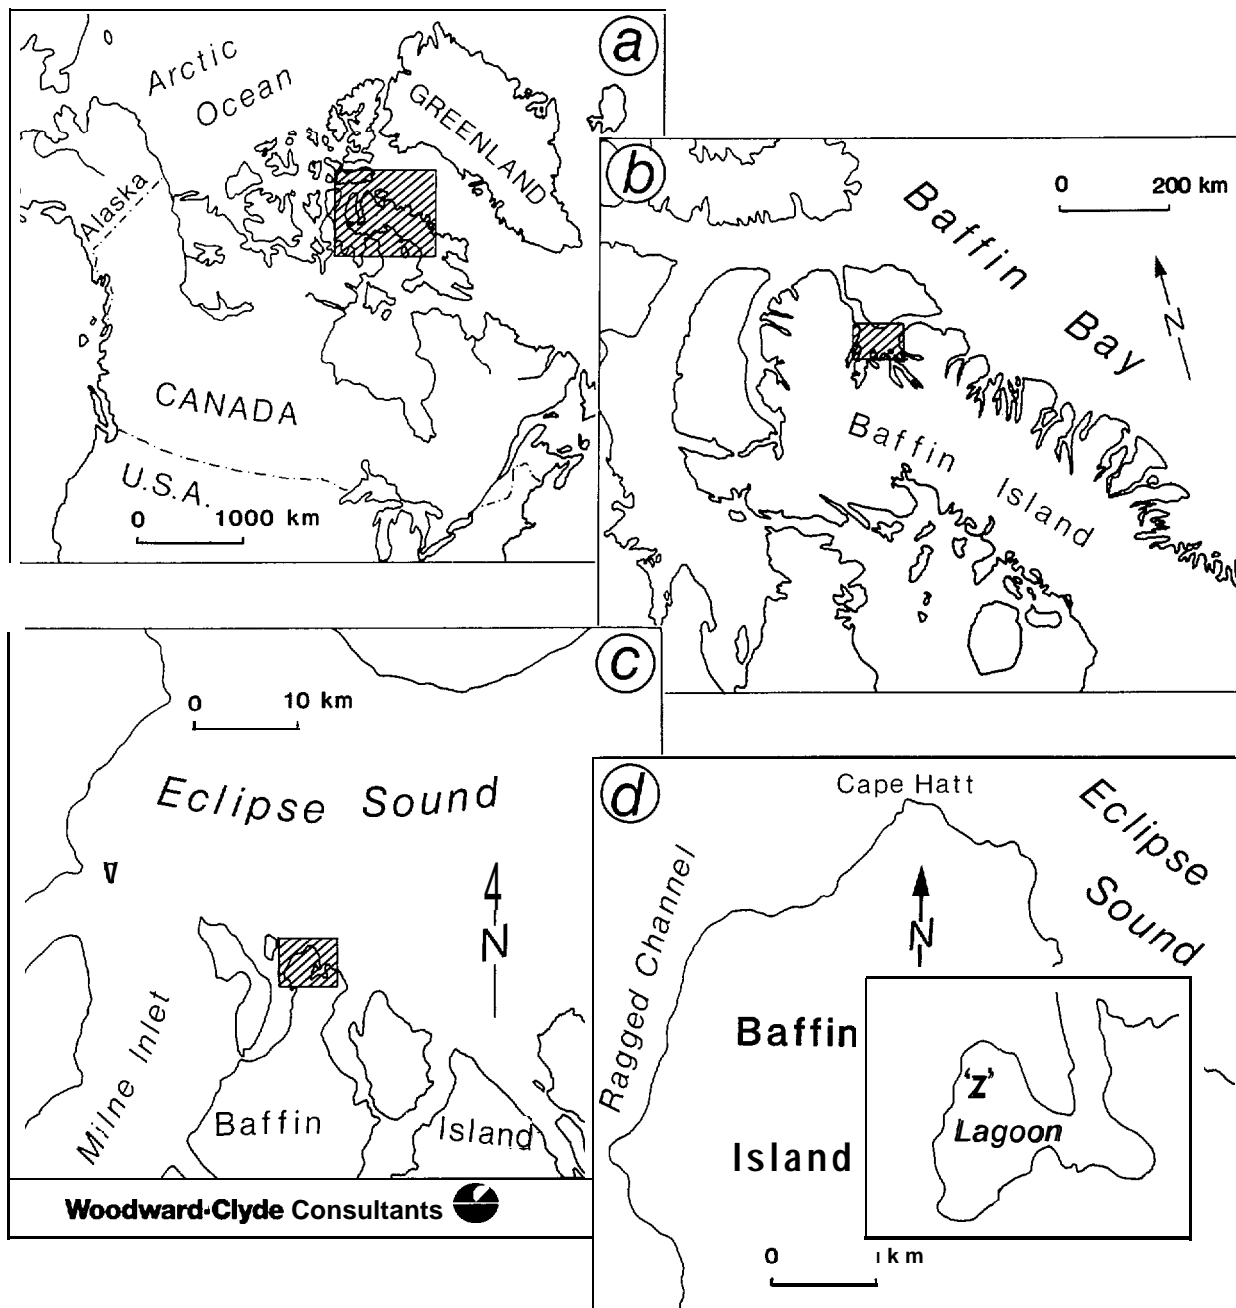 a
Arctic
Ocean
GREENLAND
Alaska
CANADA
U.S.A.
0 1000 km
b
0 200 km
Baffin Bay
N
Baffin Island
c
0 10 km
Eclipse Sound
N
Milne Inlet
Baffin Island
Woodward-Clyde Consultants
d
Cape Hatt
Eclipse
Sound
Ragged Channel
N
Baffin
Island
'Z'
Lagoon
0 km